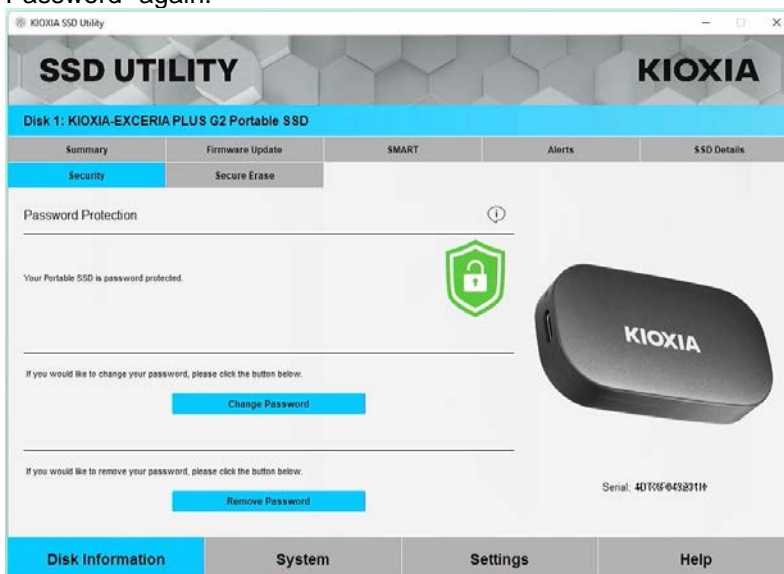 Password" again.
KIOXIA SSD Utility
SSD UTILITY
KIOXIA
Disk 1: KIOXIA-EXCERIA PLUS G2 Portable SSD
Summary Firmware Update SMART Alerts SSD Details
Security Secure Erase
Password Protection
Your Portable SSD is password protected.
KIOXIA
If you would like to change your password, please click the button below.
Change Password
If you would like to remove your password, please click the button below.
Serial:
Remove Password
Disk Information System Settings Help